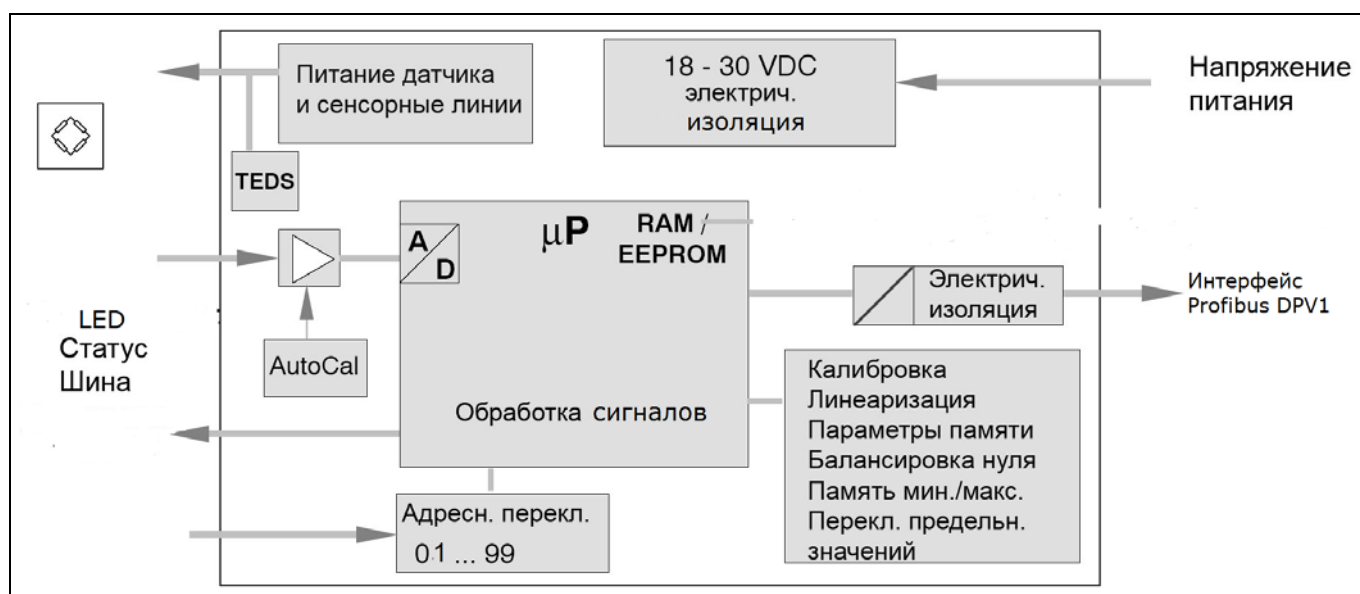 Питание датчика
и сенсорные линии
18 - 30 VDC
электрич.
изоляция
Напряжение
питания
TEDS
A
D
μP
RAM /
EEPROM
Электрич.
изоляция
Интерфейс
Profibus DPV1
LED
Статус
Шина
AutoCal
Обработка сигналов
Калибровка
Линеаризация
Параметры памяти
Балансировка нуля
Память мин./макс.
Перекл. предельн.
значений
Адресн. перекл.
01 ... 99